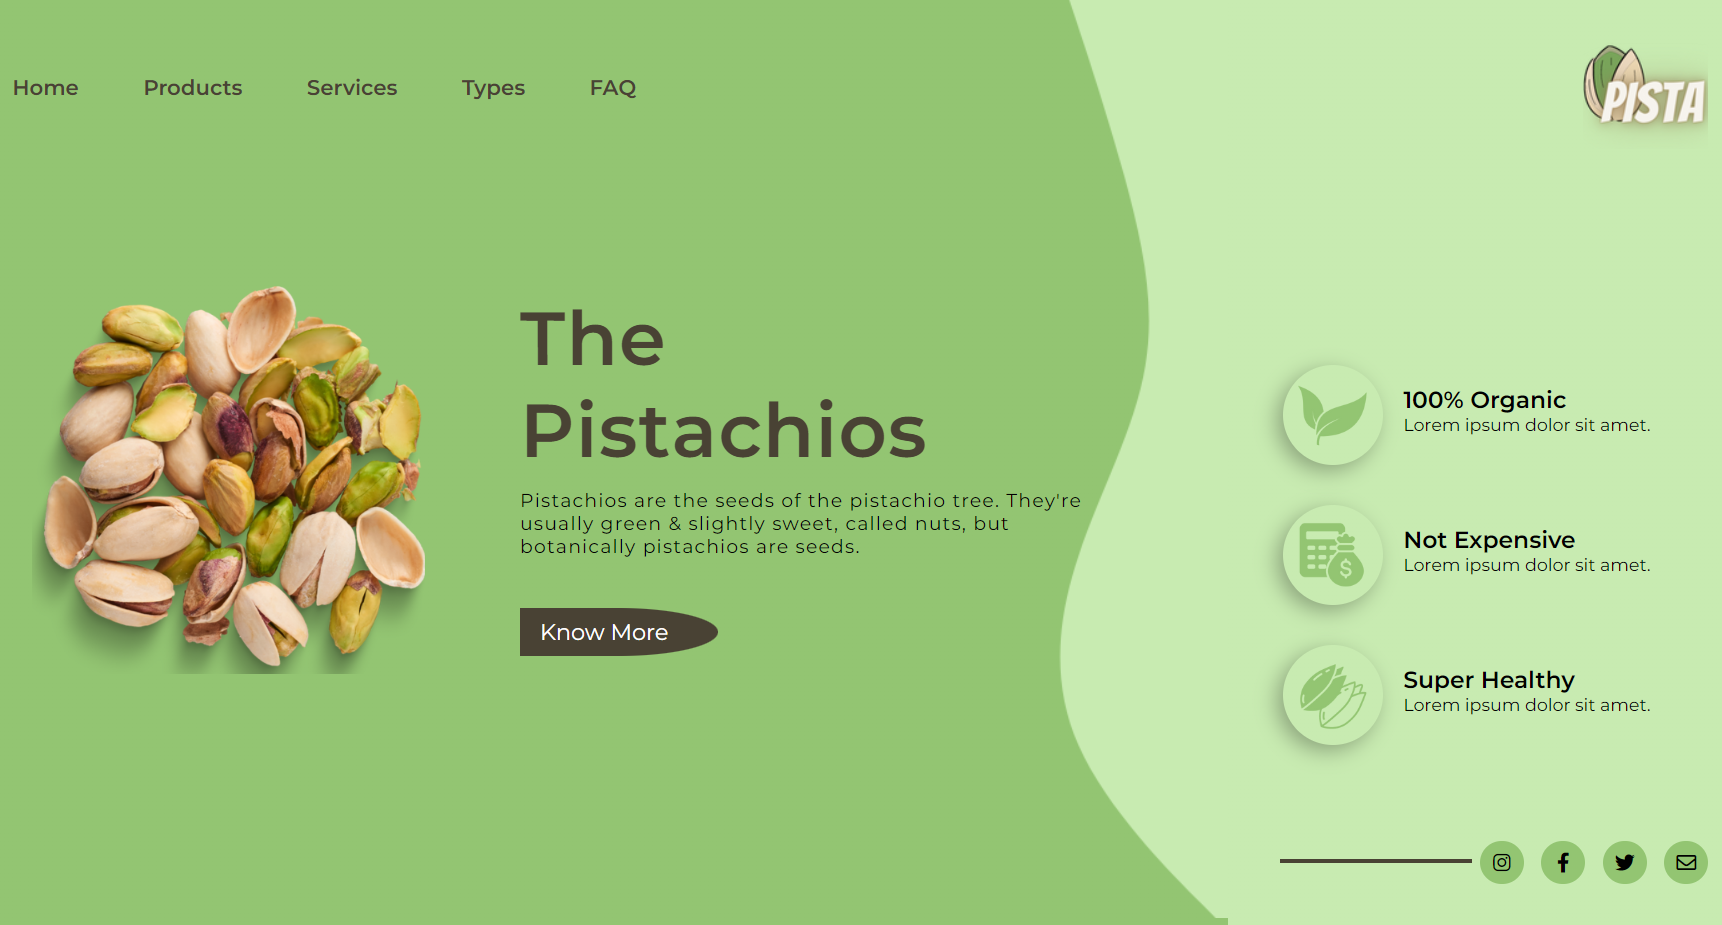 Home Products Services Types FAQ
PISTA
The
Pistachios
Pistachios are the seeds of the pistachio tree. They're
usually green & slightly sweet, called nuts, but
botanically pistachios are seeds.
Know More
100% Organic
Lorem ipsum dolor sit amet.
Not Expensive
Lorem ipsum dolor sit amet.
$
Super Healthy
Lorem ipsum dolor sit amet.